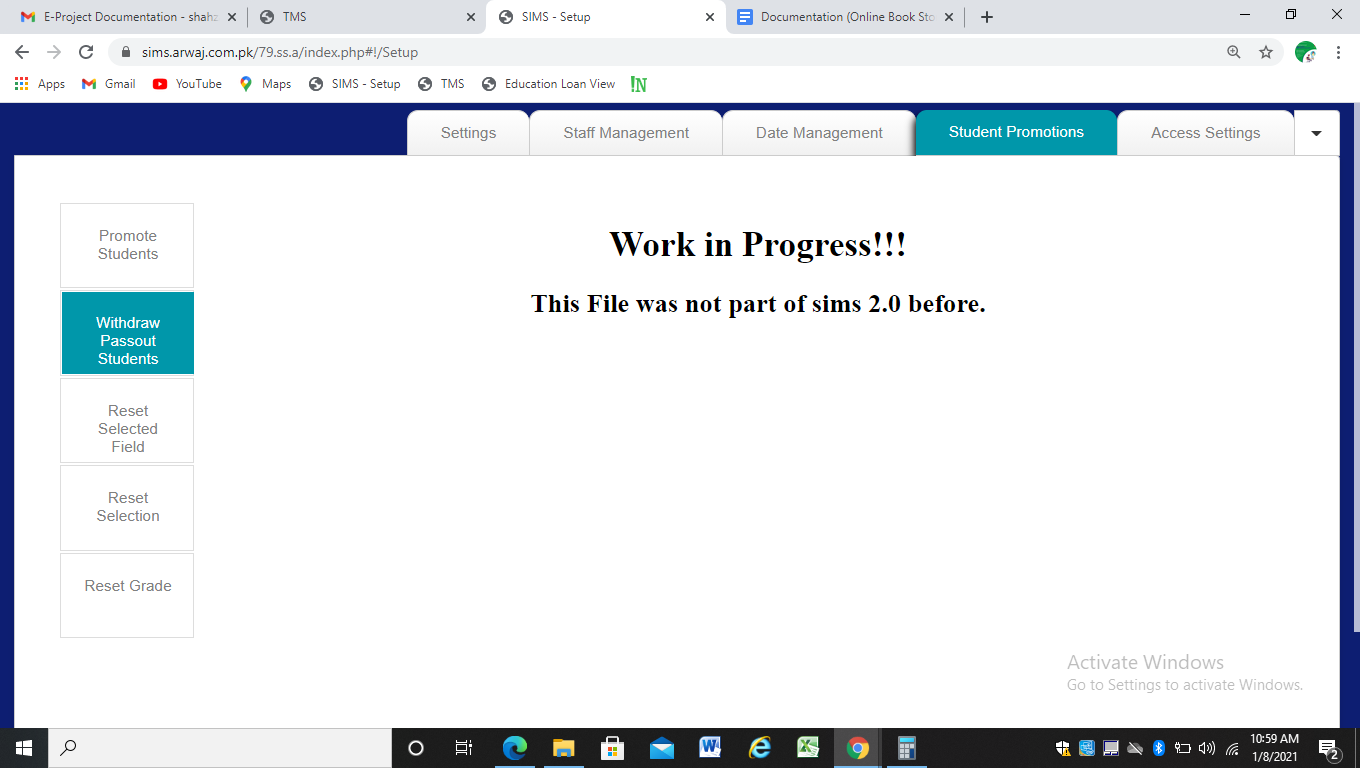 E-Project Documentation - shahz
TMS
SIMS - Setup
Documentation (Online Book Sto
sims.arwaj.com.pk/79.ss.a/index.php#!/Setup
Apps
Gmail
YouTube
Maps
SIMS - Setup
TMS
Education Loan View
!N
Settings
Staff Management
Date Management
Student Promotions
Access Settings
Promote
Students
Withdraw
Passout
Students
Reset
Selected
Field
Reset
Selection
Reset Grade
Work in Progress!!!
This File was not part of sims 2.0 before.
Activate Windows
Go to Settings to activate Windows.
10:59 AM
1/8/2021
2